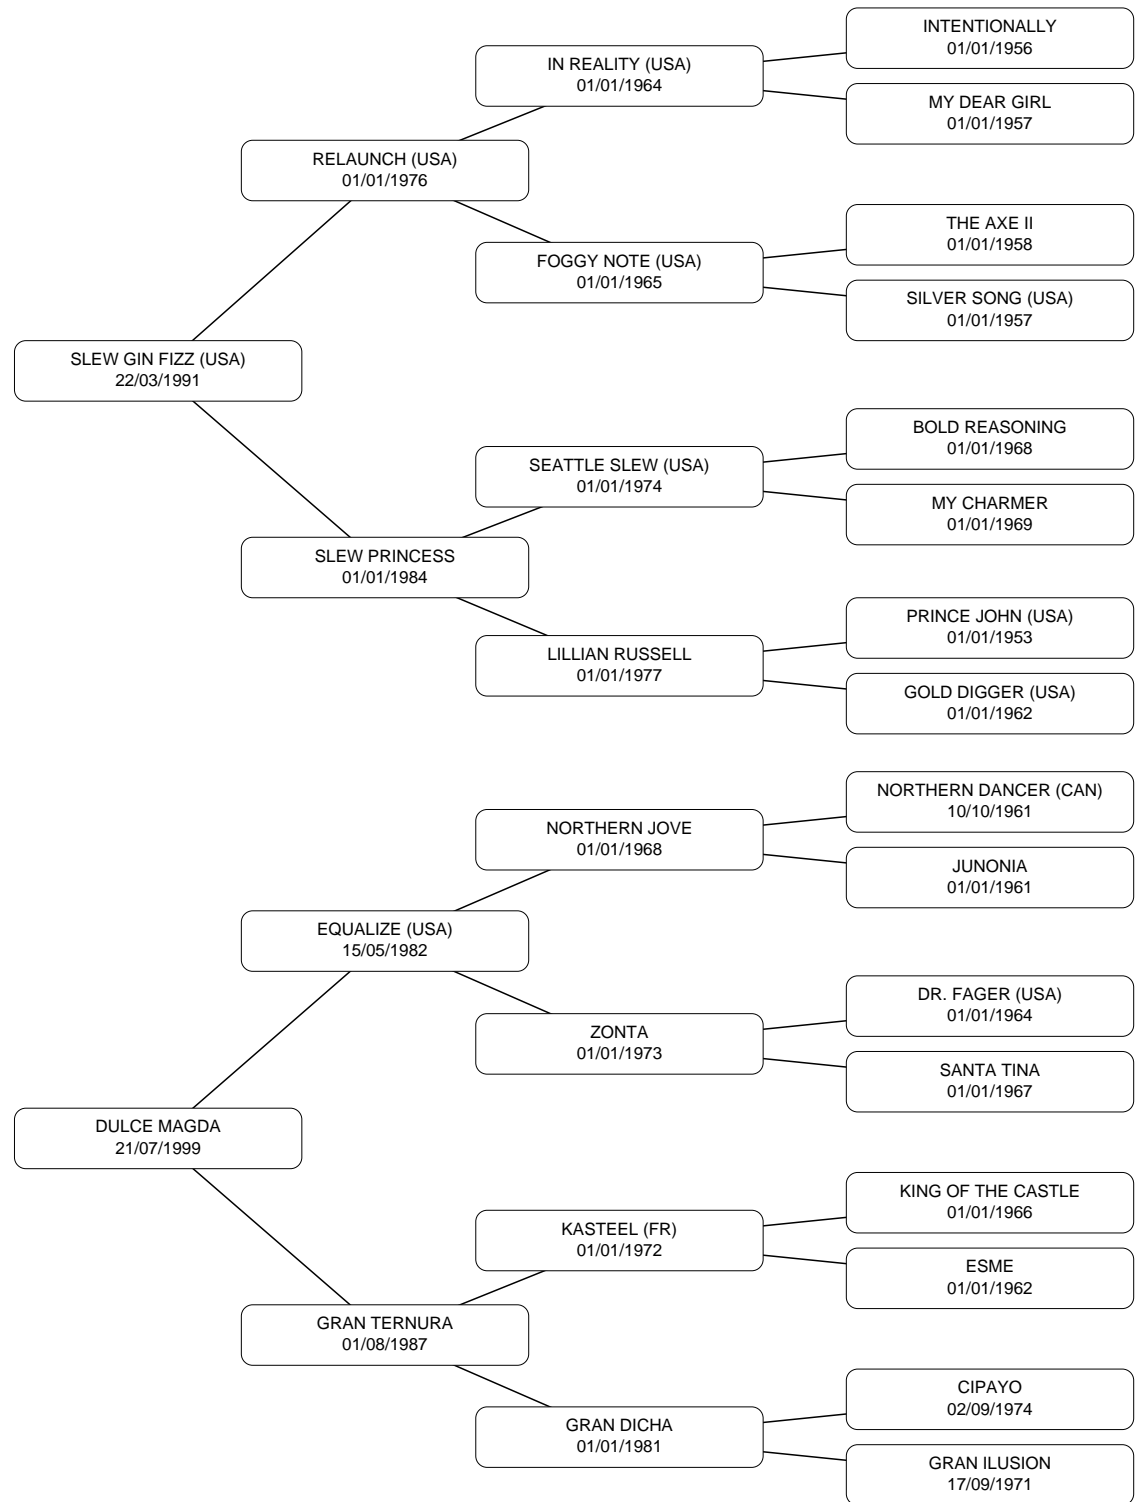 INTENTIONALLY
01/01/1956
IN REALITY (USA)
01/01/1964
MY DEAR GIRL
01/01/1957
RELAUNCH (USA)
01/01/1976
THE AXE II
01/01/1958
FOGGY NOTE (USA)
01/01/1965
SILVER SONG (USA)
01/01/1957
SLEW GIN FIZZ (USA)
22/03/1991
BOLD REASONING
01/01/1968
SEATTLE SLEW (USA)
01/01/1974
MY CHARMER
01/01/1969
SLEW PRINCESS
01/01/1984
PRINCE JOHN (USA)
01/01/1953
LILLIAN RUSSELL
01/01/1977
GOLD DIGGER (USA)
01/01/1962
NORTHERN DANCER (CAN)
10/10/1961
NORTHERN JOVE
01/01/1968
JUNONIA
01/01/1961
EQUALIZE (USA)
15/05/1982
DR. FAGER (USA)
01/01/1964
ZONTA
01/01/1973
SANTA TINA
01/01/1967
DULCE MAGDA
21/07/1999
KING OF THE CASTLE
01/01/1966
KASTEEL (FR)
01/01/1972
ESME
01/01/1962
GRAN TERNURA
01/08/1987
CIPAYO
02/09/1974
GRAN DICHA
01/01/1981
GRAN ILUSION
17/09/1971